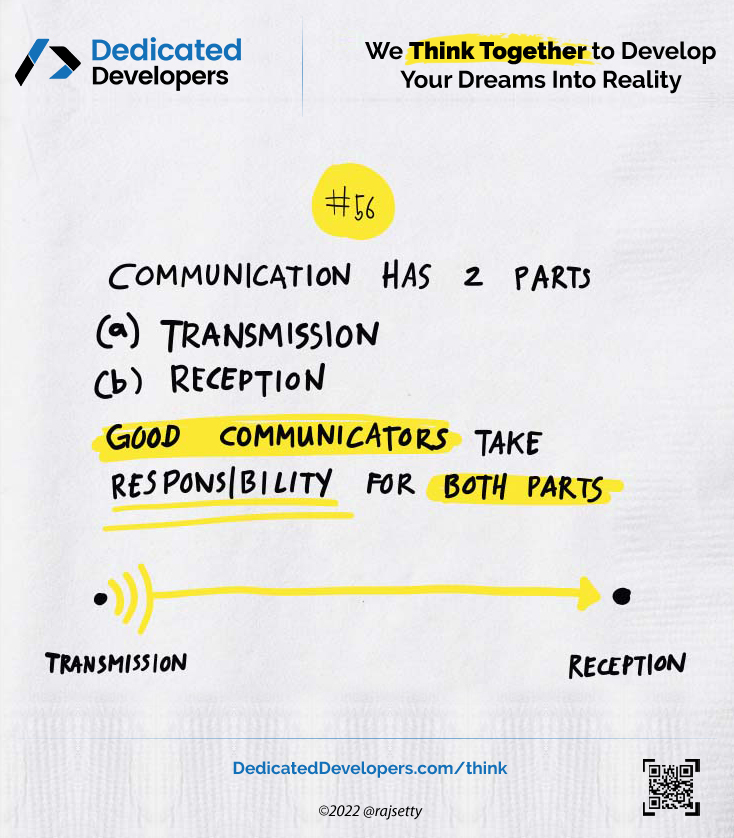 Dedicated
Developers
We Think Together to Develop
Your Dreams Into Reality
#56
COMMUNICATION HAS 2 PARTS
(a) TRANSMISSION
(b) RECEPTION
GOOD COMMUNICATORS TAKE
RESPONSIBILITY FOR BOTH PARTS
TRANSMISSION
RECEPTION
DedicatedDevelopers.com/think
©2022 @rajsetty